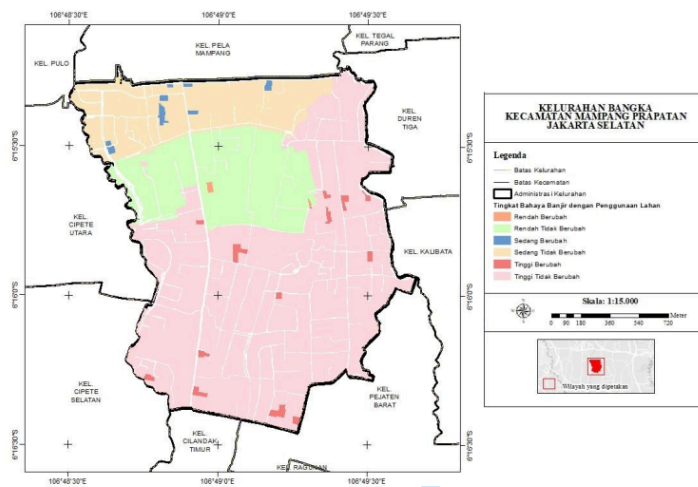 106°48'30"E
106°49'0"E
106°49'30"E
KEL. PELA
MAMPANG
KEL. TEGAL
PARANG
KEL. PULO
KEL.
DUREN
TIGA
6°15'30"S
6°15'30"S
KEL.
CIPETE
UTARA
KEL. KALIBATA
6°16'0"S
6°16'0"S
KEL.
CIPETE
SELATAN
KEL.
PEJATEN
BARAT
KEL.
CILANDAK
TIMUR
KEL. RAGUNAN
6°16'30"S
6°16'30"S
106°48'30"E
106°49'0"E
106°49'30"E
KELURAHAN BANGKA
KECAMATAN MAMPANG PRAPATAN
JAKARTA SELATAN
Legenda
Batas Kelurahan
Batas Kecamatan
Administrasi Kelurahan
Tingkat Bahaya Banjir dengan Penggunaan Lahan
Rendah Berubah
Rendah Tidak Berubah
Sedang Berubah
Sedang Tidak Berubah
Tinggi Berubah
Tinggi Tidak Berubah
Skala: 1:15.000
0 90 180 360 540 720 Meter
Wilayah yang dipetakan